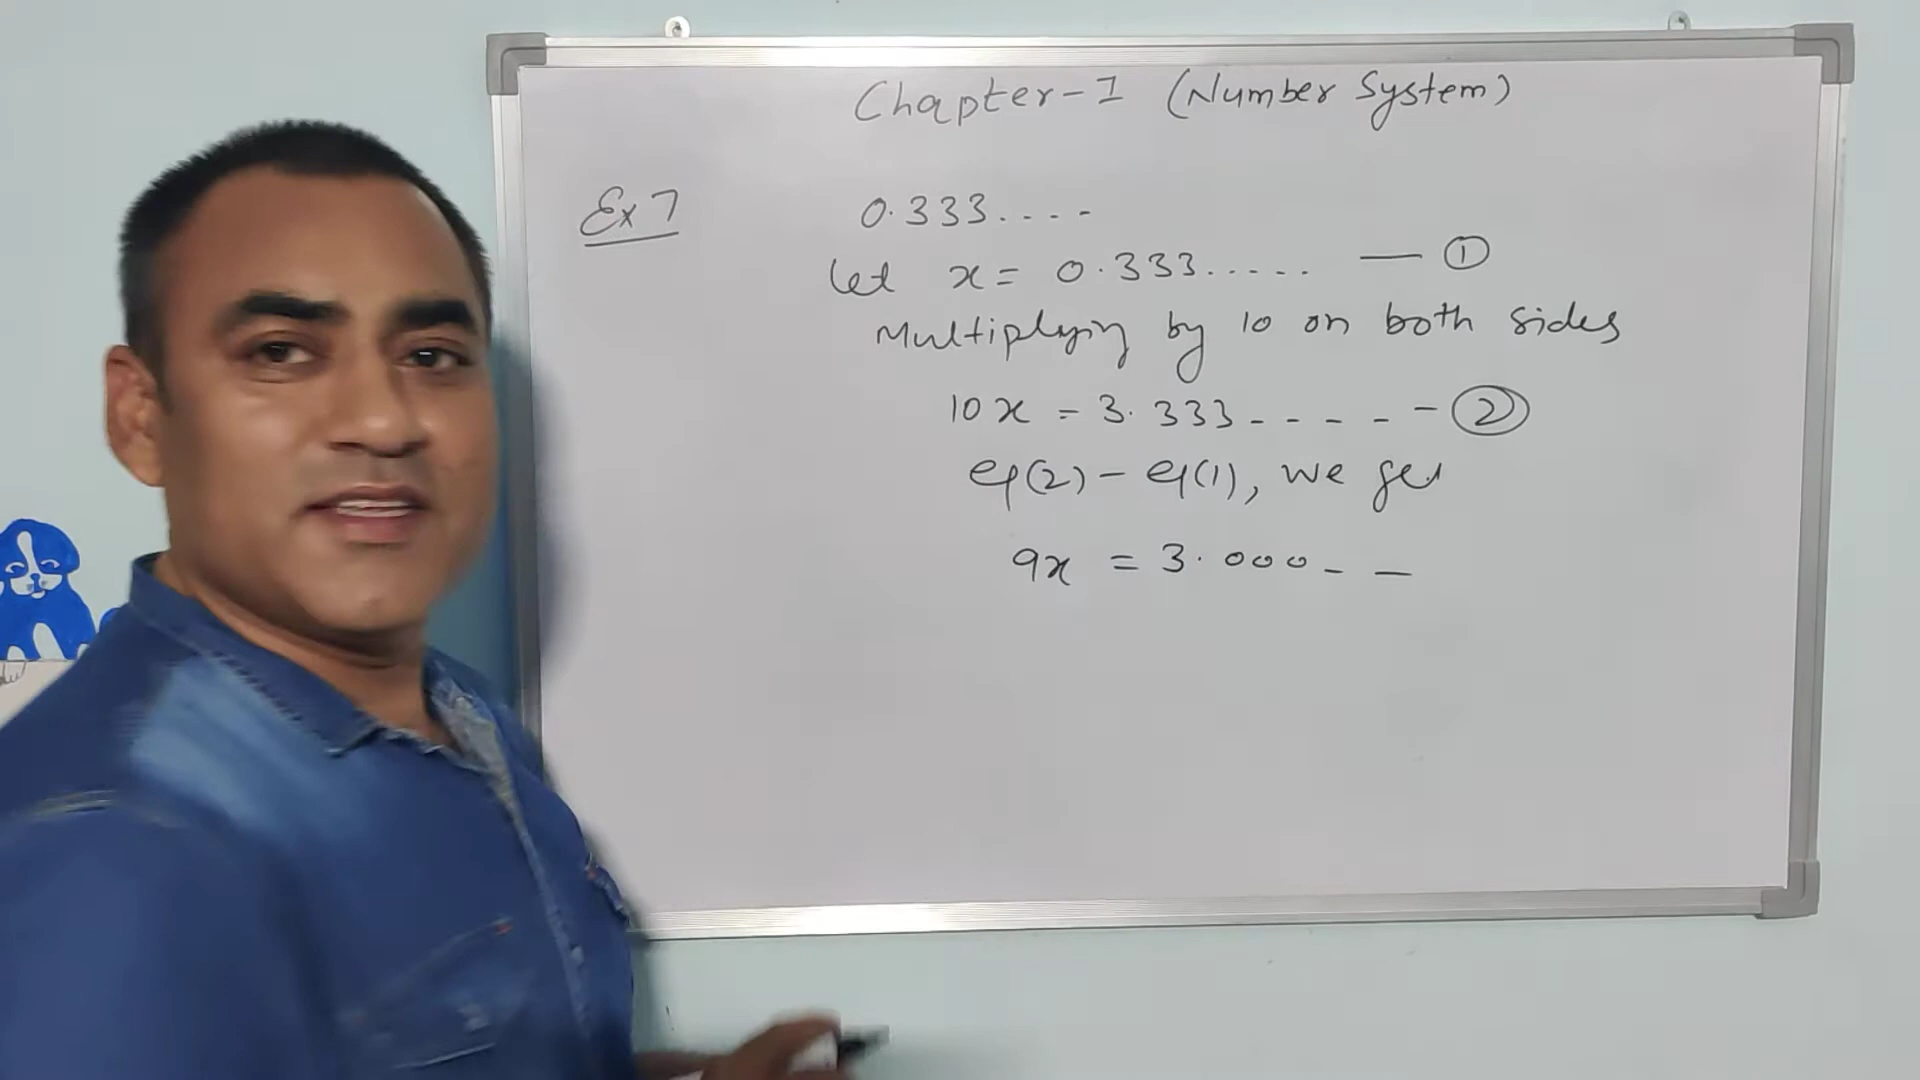 Chapter-1 (Number System)
Ex 7 0.333....
Let x = 0.333..... — ①
Multiplying by 10 on both sides
10x = 3.333- - - - - ②
eq(2) - eq(1), we get
9x = 3.000- -